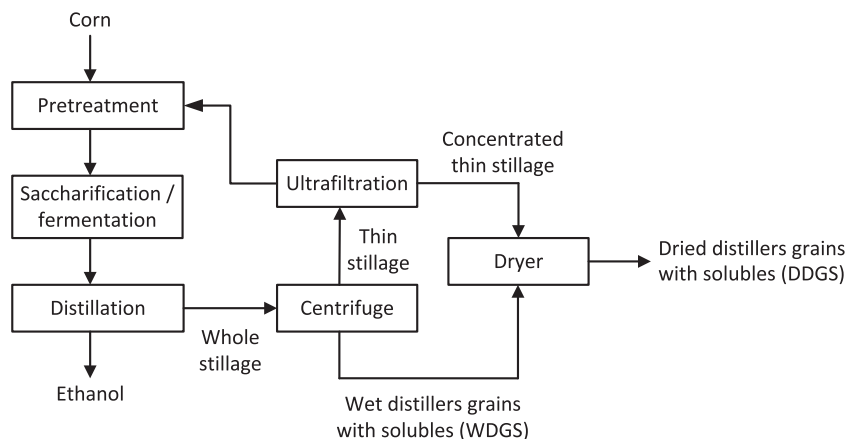 Corn
Pretreatment
Saccharification /
fermentation
Distillation
Ethanol
Whole
stillage
Centrifuge
Thin
stillage
Ultrafiltration
Concentrated
thin stillage
Dryer
Wet distillers grains
with solubles (WDGS)
Dried distillers grains
with solubles (DDGS)